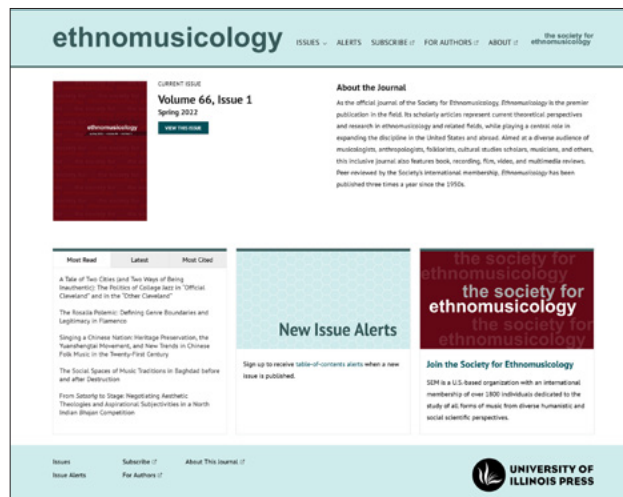 ethnomusicology
ISSUES
ALERTS
SUBSCRIBE
FOR AUTHORS
ABOUT
the society for
ethnomusicology
ethnomusicology
CURRENT ISSUE
Volume 66, Issue 1
Spring 2022
VIEW THIS ISSUE
About the Journal
As the official journal of the Society for Ethnomusicology, Ethnomusicology is the premier
publication in the field. Its scholarly articles represent current theoretical perspectives
and research in ethnomusicology and related fields, while playing a central role in
expanding the discipline in the United States and abroad. Aimed at a diverse audience of
musicologists, anthropologists, folklorists, cultural studies scholars, musicians, and others,
this inclusive journal also features book, recording, film, video, and multimedia reviews.
Peer reviewed by the Society's international membership, Ethnomusicology has been
published three times a year since the 1950s.
Most Read
Latest
Most Cited
A Tale of Two Cities (and Two Ways of Being
Inauthentic): The Politics of College Jazz in "Official
Cleveland" and in the "Other Cleveland"
The Rosalía Polemic: Defining Genre Boundaries and
Legitimacy in Flamenco
Singing a Chinese Nation: Heritage Preservation, the
Yuanshengtai Movement, and New Trends in Chinese
Folk Music in the Twenty-First Century
The Social Spaces of Music Traditions in Baghdad before
and after Destruction
From Satsang to Stage: Negotiating Aesthetic
Theologies and Aspirational Subjectivities in a North
Indian Bhajan Competition
New Issue Alerts
Sign up to receive table-of-contents alerts when a new
issue is published.
the society for
ethnomusicology
the society for
ethnomusicology
the society for
ethnomusicology
Join the Society for Ethnomusicology
SEM is a U.S.-based organization with an international
membership of over 1800 individuals dedicated to the
study of all forms of music from diverse humanistic and
social scientific perspectives.
Issues
Subscribe
About This Journal
Issue Alerts
For Authors
UNIVERSITY OF
ILLINOIS PRESS